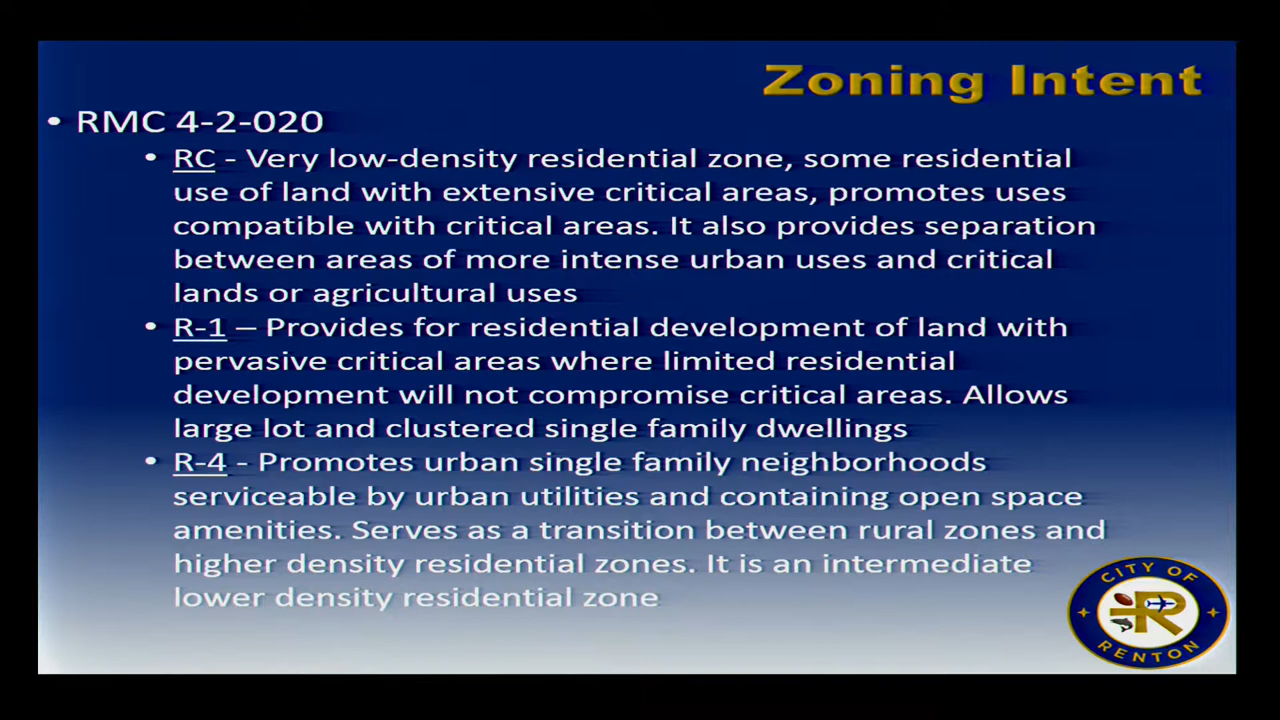 Zoning Intent
• RMC 4-2-020
• RC - Very low-density residential zone, some residential
use of land with extensive critical areas, promotes uses
compatible with critical areas. It also provides separation
between areas of more intense urban uses and critical
lands or agricultural uses
• R-1 – Provides for residential development of land with
pervasive critical areas where limited residential
development will not compromise critical areas. Allows
large lot and clustered single family dwellings
• R-4 - Promotes urban single family neighborhoods
serviceable by urban utilities and containing open space
amenities. Serves as a transition between rural zones and
higher density residential zones. It is an intermediate
lower density residential zone
CITY OF
R
RENTON